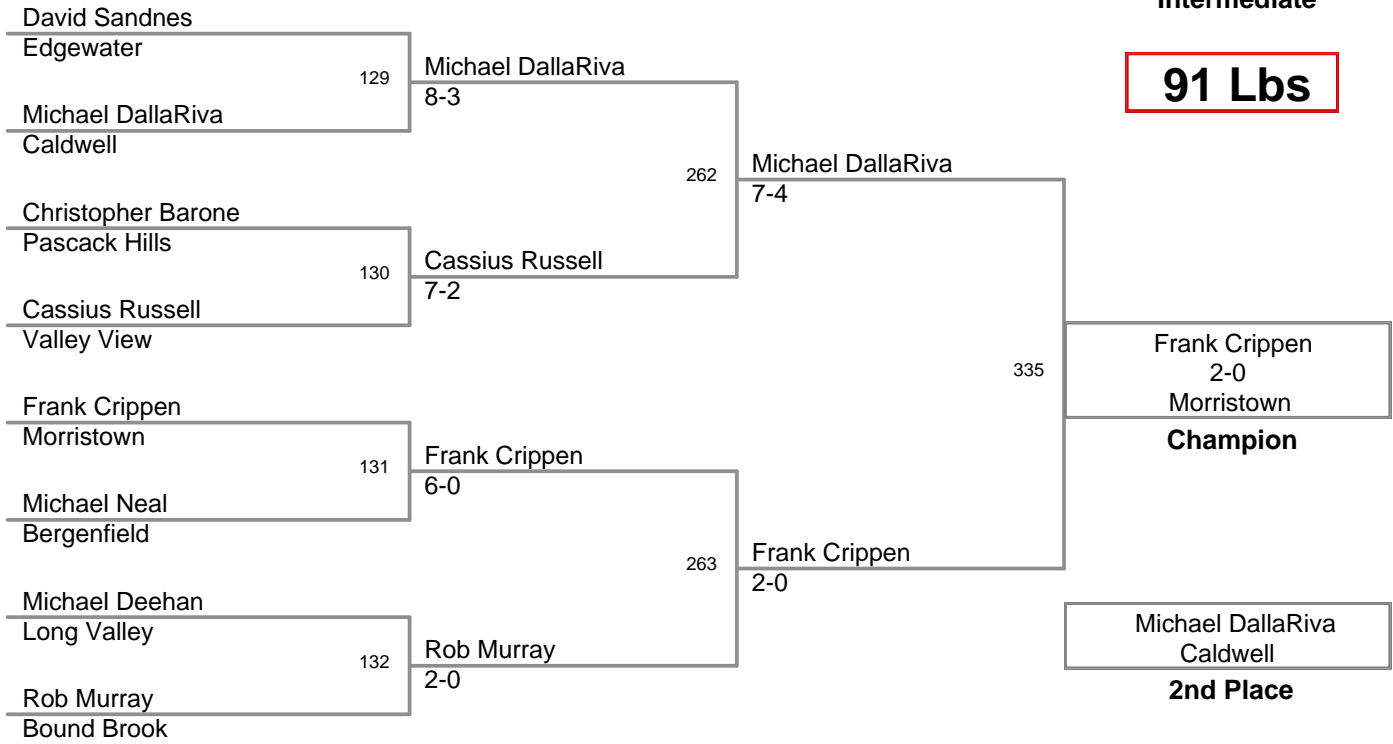 Intermediate
91 Lbs
David Sandnes
Edgewater
129
Michael DallaRiva
Caldwell
Michael DallaRiva
8-3
Christopher Barone
Pascack Hills
130
Cassius Russell
Valley View
Cassius Russell
7-2
262
Michael DallaRiva
7-4
Frank Crippen
Morristown
131
Michael Neal
Bergenfield
Frank Crippen
6-0
Michael Deehan
Long Valley
132
Rob Murray
Bound Brook
Rob Murray
2-0
263
Frank Crippen
2-0
335
Frank Crippen
2-0
Morristown
Champion
Michael DallaRiva
Caldwell
2nd Place